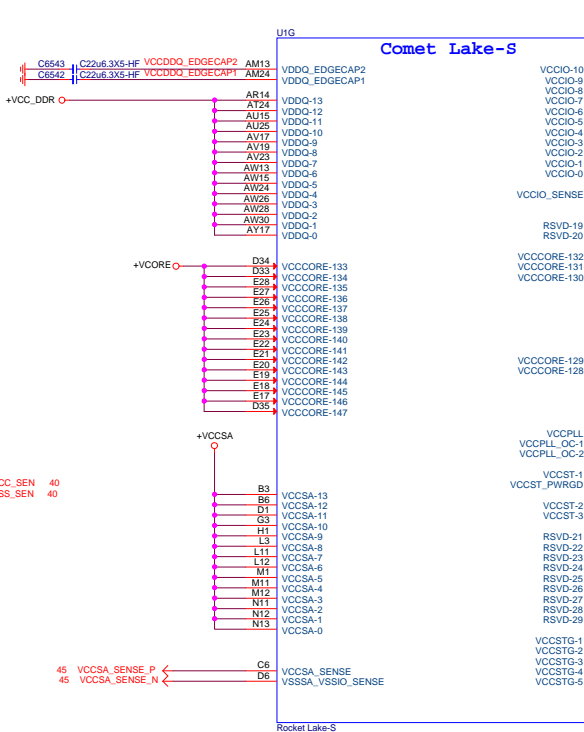 U1G
Comet Lake-S
C6543 C22u6.3X5-HF VCCDDQ_EDGECAP2 AM13 VDDQ_EDGECAP2 VCCIO-10
C6542 C22u6.3X5-HF VCCDDQ_EDGECAP1 AM24 VDDQ_EDGECAP1 VCCIO-9
VCCIO-8
+VCC_DDR AR14 VDDQ-13 VCCIO-7
AT24 VDDQ-12 VCCIO-6
AU15 VDDQ-11 VCCIO-5
AU25 VDDQ-10 VCCIO-4
AV17 VDDQ-9 VCCIO-3
AV19 VDDQ-8 VCCIO-2
AV23 VDDQ-7 VCCIO-1
AW13 VDDQ-6 VCCIO-0
AW15 VDDQ-5
AW24 VDDQ-4 VCCIO_SENSE
AW26 VDDQ-3
AW28 VDDQ-2
AW30 VDDQ-1 RSVD-19
AY17 VDDQ-0 RSVD-20
VCCCORE-132
+VCORE D34 VCCCORE-133 VCCCORE-131
D33 VCCCORE-134 VCCCORE-130
E28 VCCCORE-135
E27 VCCCORE-136
E26 VCCCORE-137
E25 VCCCORE-138
E24 VCCCORE-139
E23 VCCCORE-140
E22 VCCCORE-141
E21 VCCCORE-142 VCCCORE-129
E20 VCCCORE-143 VCCCORE-128
E19 VCCCORE-144
E18 VCCCORE-145
E17 VCCCORE-146
D35 VCCCORE-147
+VCCSA VCCPLL
VCCPLL_OC-1
VCCPLL_OC-2
VCCST-1
CC_SEN 40 VCCST_PWRGD
SS_SEN 40
B3 VCCSA-13
B6 VCCSA-12 VCCST-2
D1 VCCSA-11 VCCST-3
G3 VCCSA-10
H1 VCCSA-9 RSVD-21
L3 VCCSA-8 RSVD-22
L11 VCCSA-7 RSVD-23
L12 VCCSA-6 RSVD-24
M1 VCCSA-5 RSVD-25
M11 VCCSA-4 RSVD-26
M12 VCCSA-3 RSVD-27
N11 VCCSA-2 RSVD-28
N12 VCCSA-1 RSVD-29
N13 VCCSA-0
VCCSTG-1
VCCSTG-2
VCCSTG-3
45 VCCSA_SENSE_P C6 VCCSA_SENSE VCCSTG-4
45 VCCSA_SENSE_N D6 VSSSA_VSSIO_SENSE VCCSTG-5
Rocket Lake-S